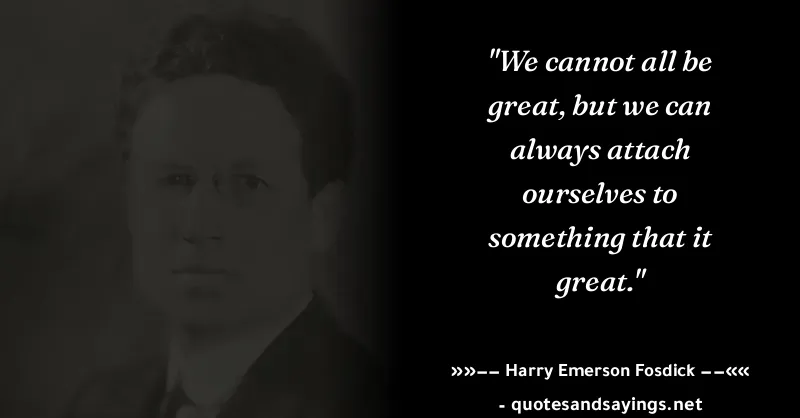 "We cannot all be
great, but we can
always attach
ourselves to
something that it
great."
»»−− Harry Emerson Fosdick −−««
- quotesandsayings.net